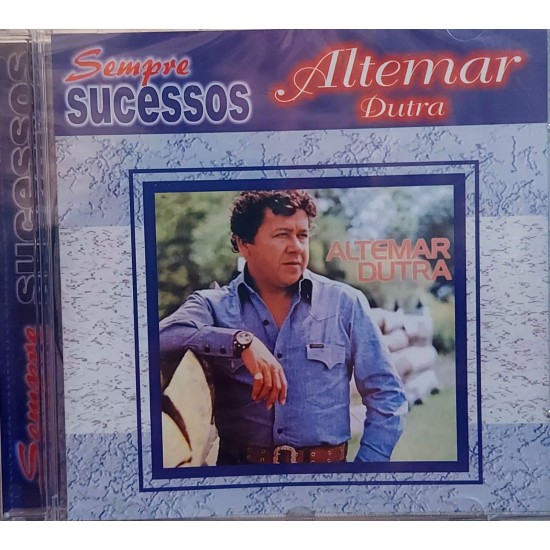 Sempre
SUCESSOS
Altemar
Dutra
ALTEMAR
DUTRA
Sempre SUCESSOS